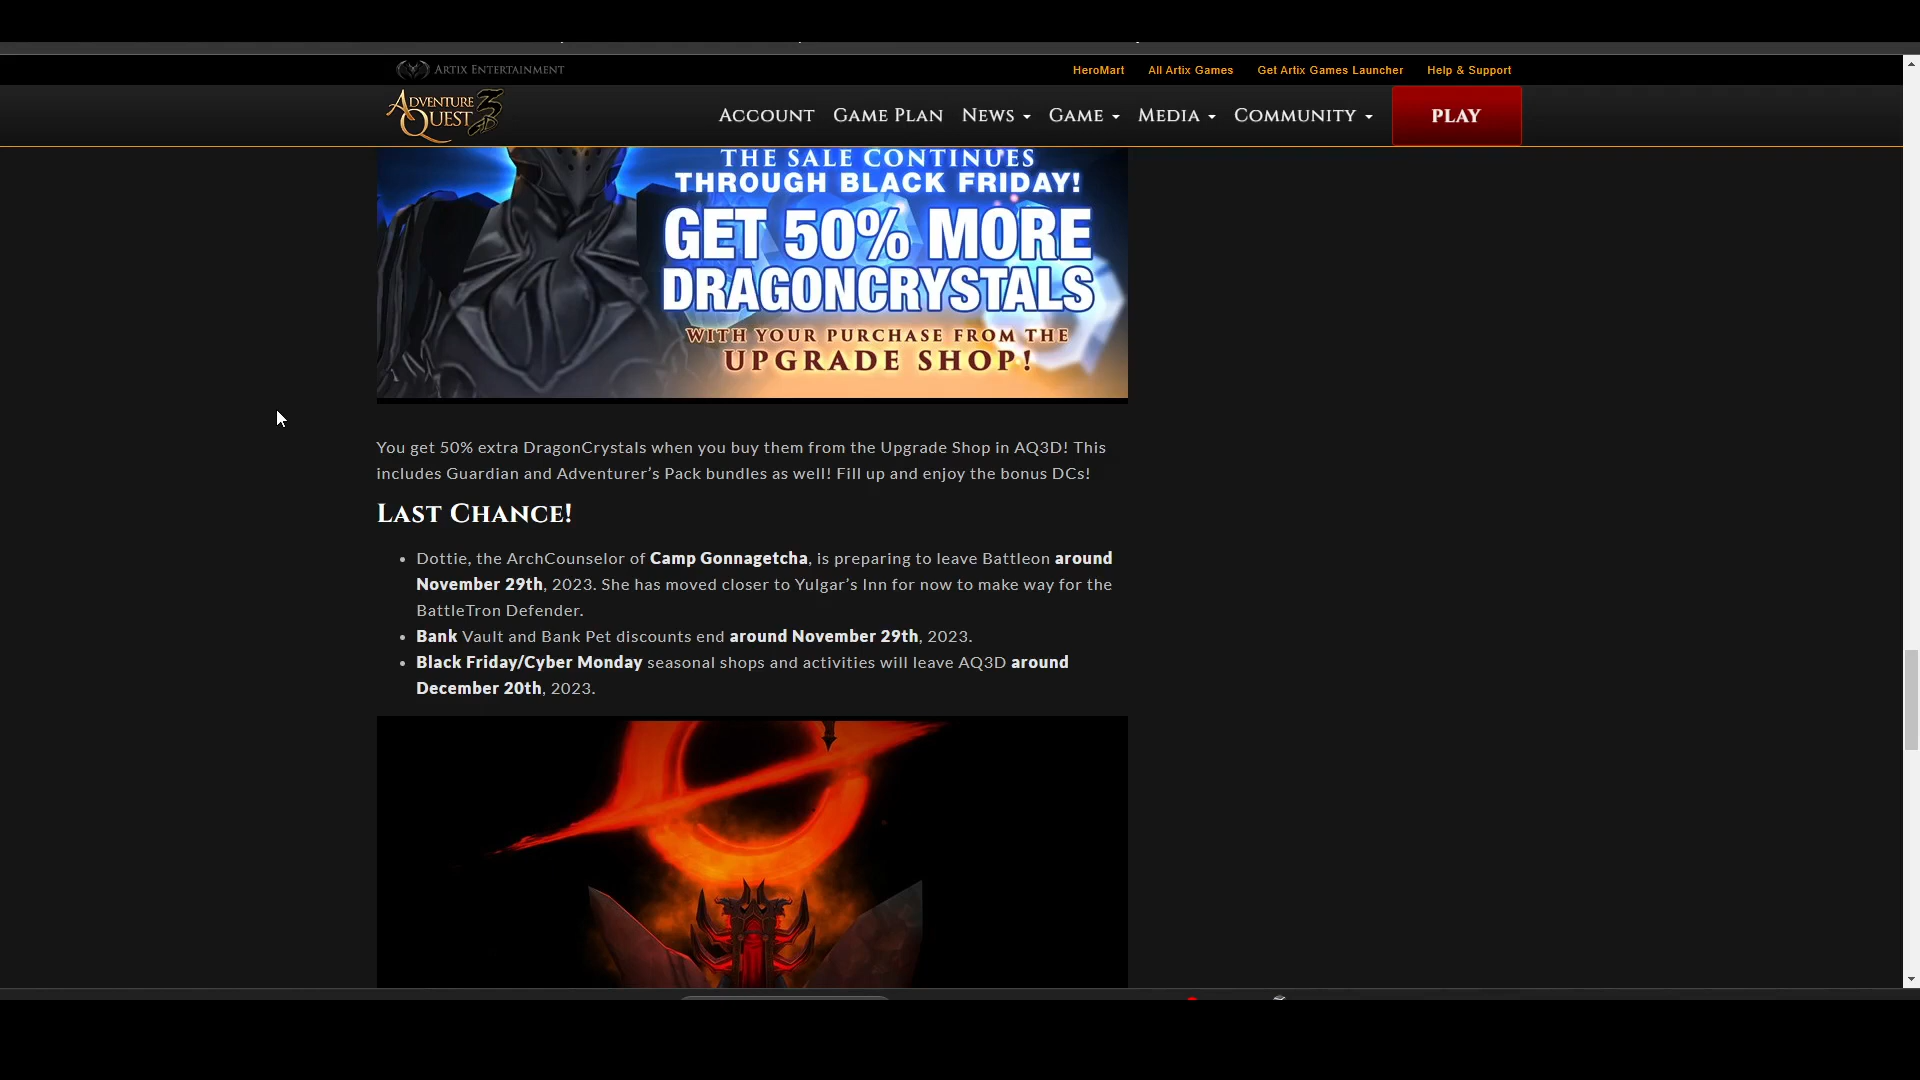 ARTIX ENTERTAINMENT
HeroMart All Artix Games Get Artix Games Launcher Help & Support
ADVENTURE QUEST 3D
ACCOUNT GAME PLAN NEWS GAME MEDIA COMMUNITY PLAY
THE SALE CONTINUES
THROUGH BLACK FRIDAY!
GET 50% MORE
DRAGONCRYSTALS
WITH YOUR PURCHASE FROM THE
UPGRADE SHOP!
You get 50% extra DragonCrystals when you buy them from the Upgrade Shop in AQ3D! This
includes Guardian and Adventurer’s Pack bundles as well! Fill up and enjoy the bonus DCs!
LAST CHANCE!
• Dottie, the ArchCounselor of Camp Gonnagetcha, is preparing to leave Battleon around
November 29th, 2023. She has moved closer to Yulgar’s Inn for now to make way for the
BattleTron Defender.
• Bank Vault and Bank Pet discounts end around November 29th, 2023.
• Black Friday/Cyber Monday seasonal shops and activities will leave AQ3D around
December 20th, 2023.